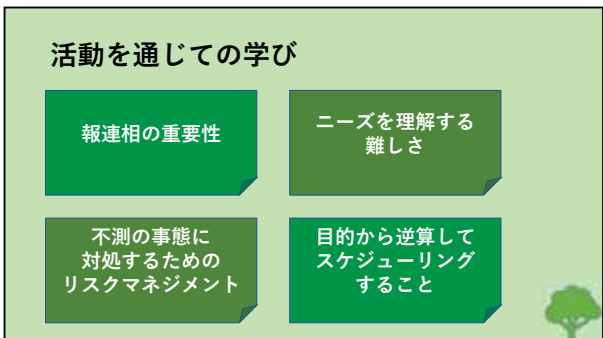 活動を通じての学び
報連相の重要性
ニーズを理解する
難しさ
不測の事態に
対処するための
リスクマネジメント
目的から逆算して
スケジューリング
すること